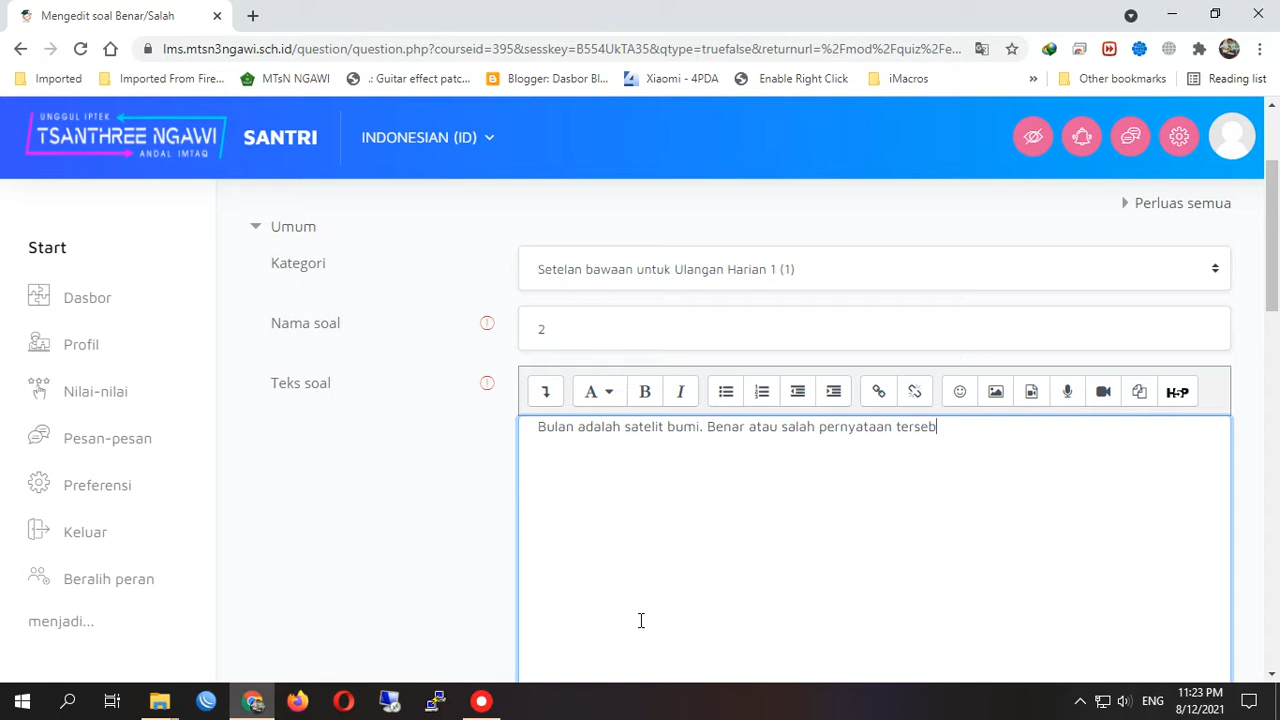 Mengedit soal Benar/Salah
lms.mtsn3ngawi.sch.id/question/question.php?courseid=395&sesskey=B554UkTA35&qtype=truefalse&returnurl=%2Fmod%2Fquiz%2Fe...
Imported
Imported From Fire...
MTsN NGAWI
.: Guitar effect patc...
Blogger: Dasbor Bl...
Xiaomi - 4PDA
Enable Right Click
iMacros
»
Other bookmarks
Reading list
UNGGUL IPTEK
TSANTHREE NGAWI
ANDAL IMTAQ
SANTRI
INDONESIAN (ID)
Perluas semua
Start
Dasbor
Profil
Nilai-nilai
Pesan-pesan
Preferensi
Keluar
Beralih peran
menjadi...
Umum
Kategori
Setelan bawaan untuk Ulangan Harian 1 (1)
Nama soal
2
Teks soal
A
B
I
H5P
Bulan adalah satelit bumi. Benar atau salah pernyataan terseb
ENG
11:23 PM
8/12/2021